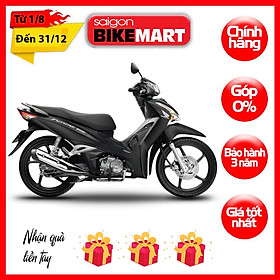 Từ 1/8
Đến 31/12
saigon
BIKEMART
Chính
hãng
Góp
0%
Bảo hành
3 năm
Giá tốt
nhất
Nhận quà
liền tay